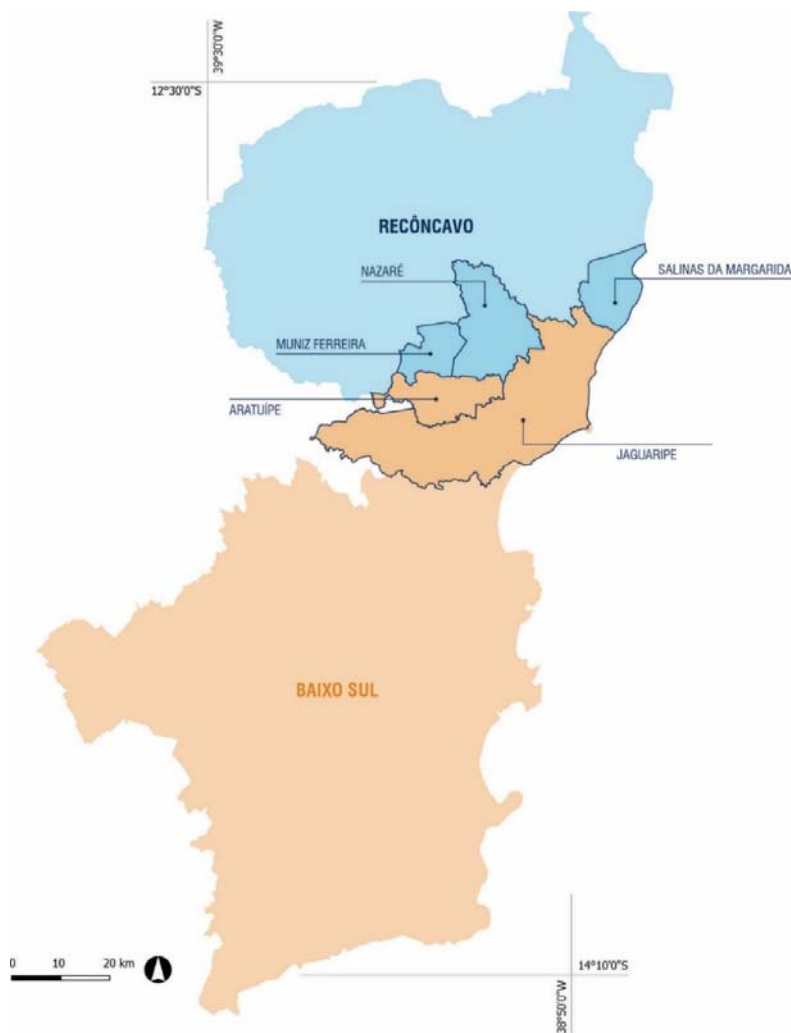 39°30'0"W
12°30'0"S
RECÔNCAVO
NAZARÉ
SALINAS DA MARGARIDA
MUNIZ FERREIRA
ARATUÍPE
JAGUARIPE
BAIXO SUL
0 10 20 km
14°10'0"S
38°50'0"W